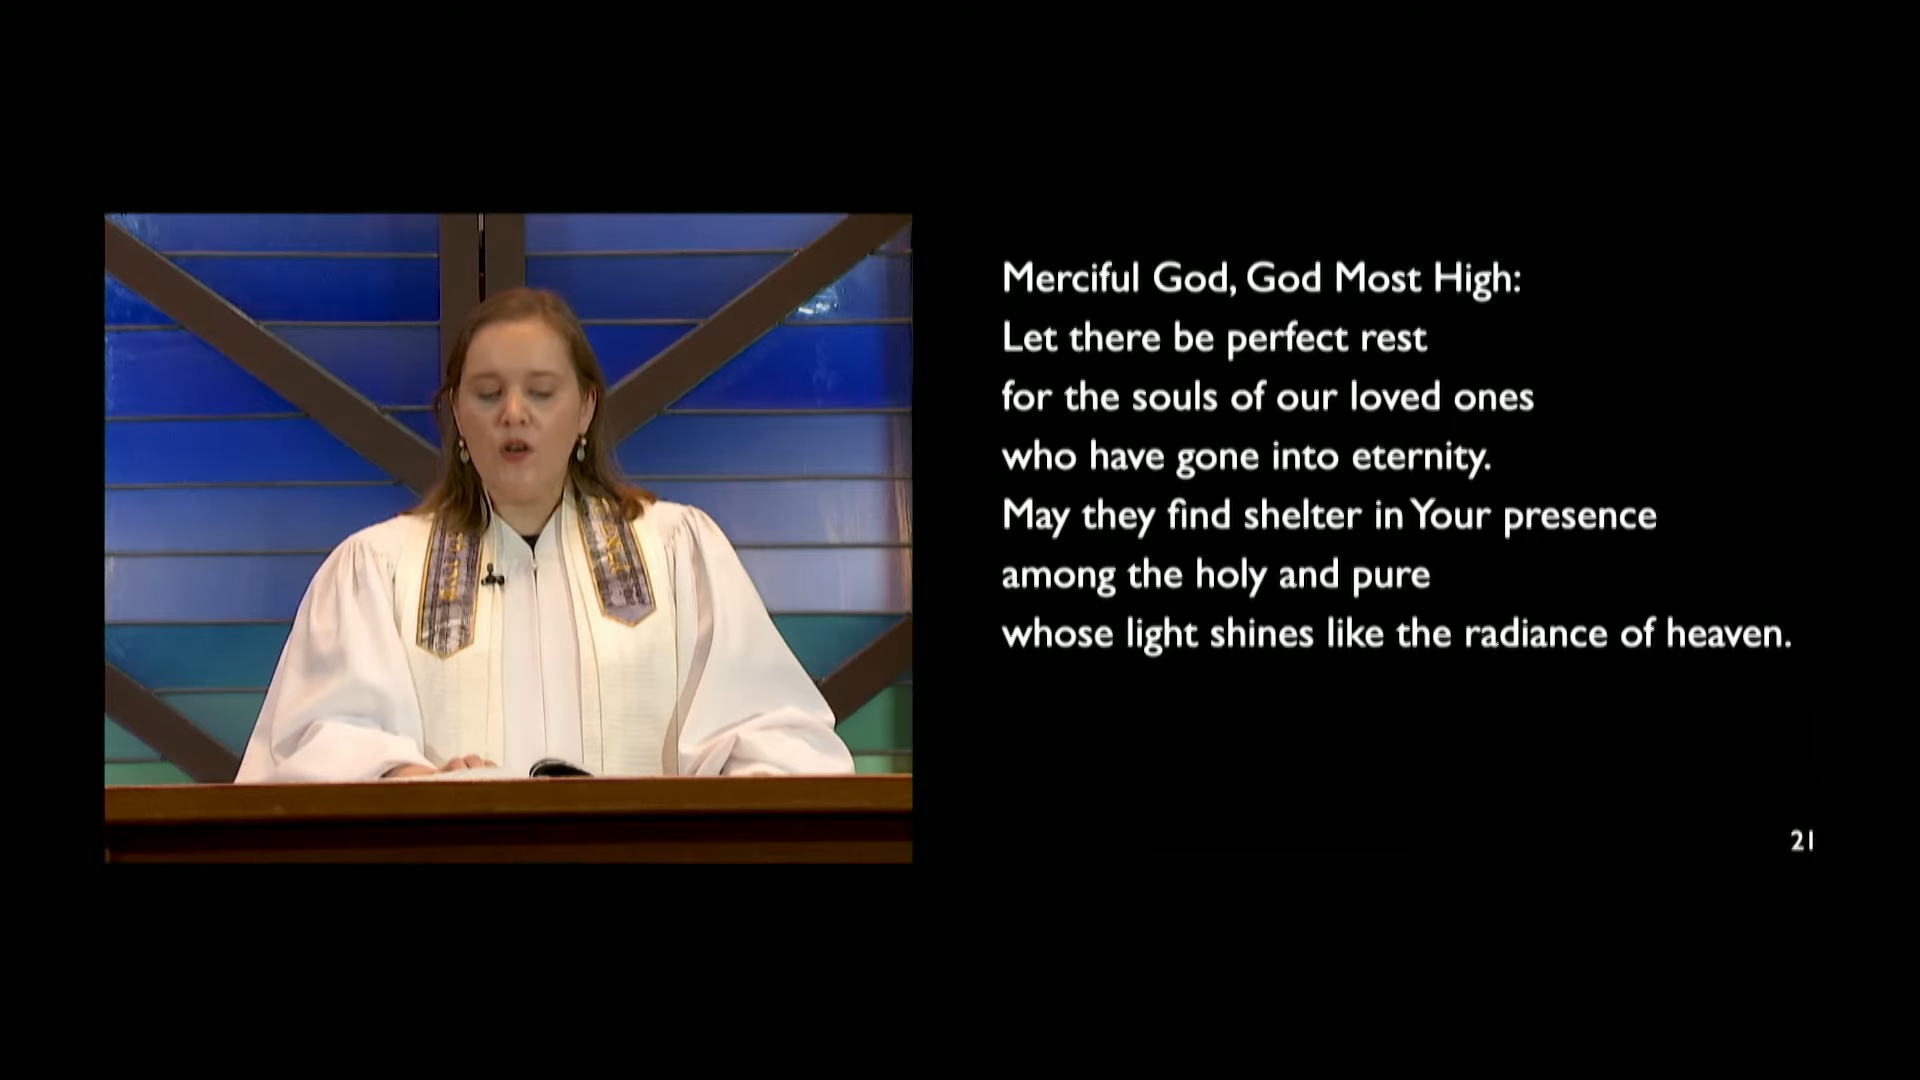 Merciful God, God Most High:
Let there be perfect rest
for the souls of our loved ones
who have gone into eternity.
May they find shelter in Your presence
among the holy and pure
whose light shines like the radiance of heaven.
21